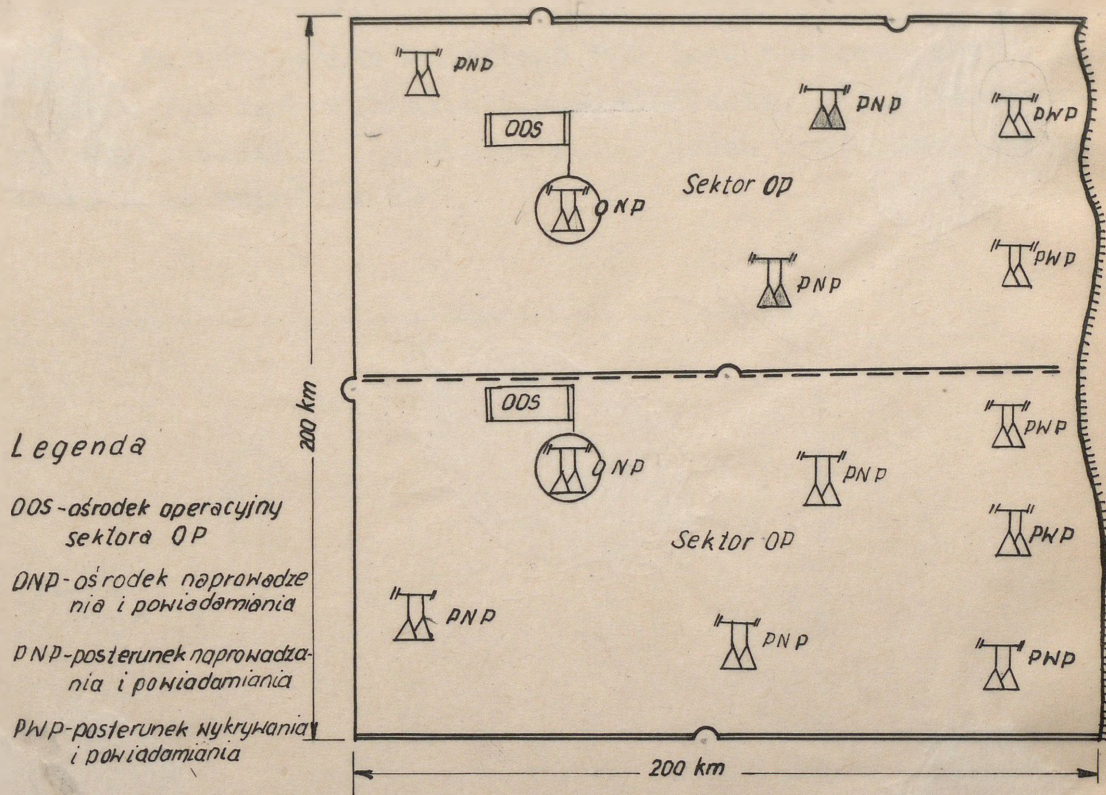 PNP
PNP
PWP
ODS
Sektor OP
ONP
PWP
PNP
200 km
ODS
PWP
ONP
PNP
Sektor OP
PWP
PNP
PNP
PWP
200 km
Legenda
ODS-ośrodek operacyjny
sektora OP
ONP-ośrodek naprowadze
nia i powiadamiania
PNP-posterunek naprowadza-
nia i powiadamiania
PWP-posterunek wykrywania
i powiadamiania